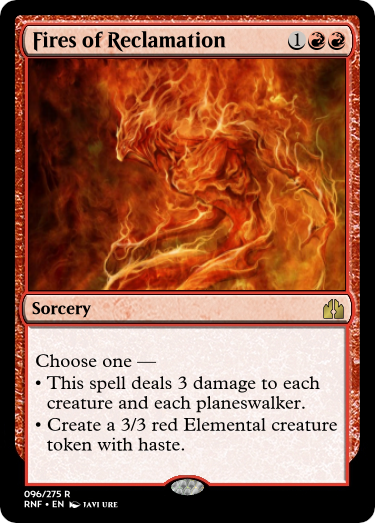 Fires of Reclamation 1
Sorcery
Choose one —
• This spell deals 3 damage to each
creature and each planeswalker.
• Create a 3/3 red Elemental creature
token with haste.
096/275 R
RNF • EN JAVI URE